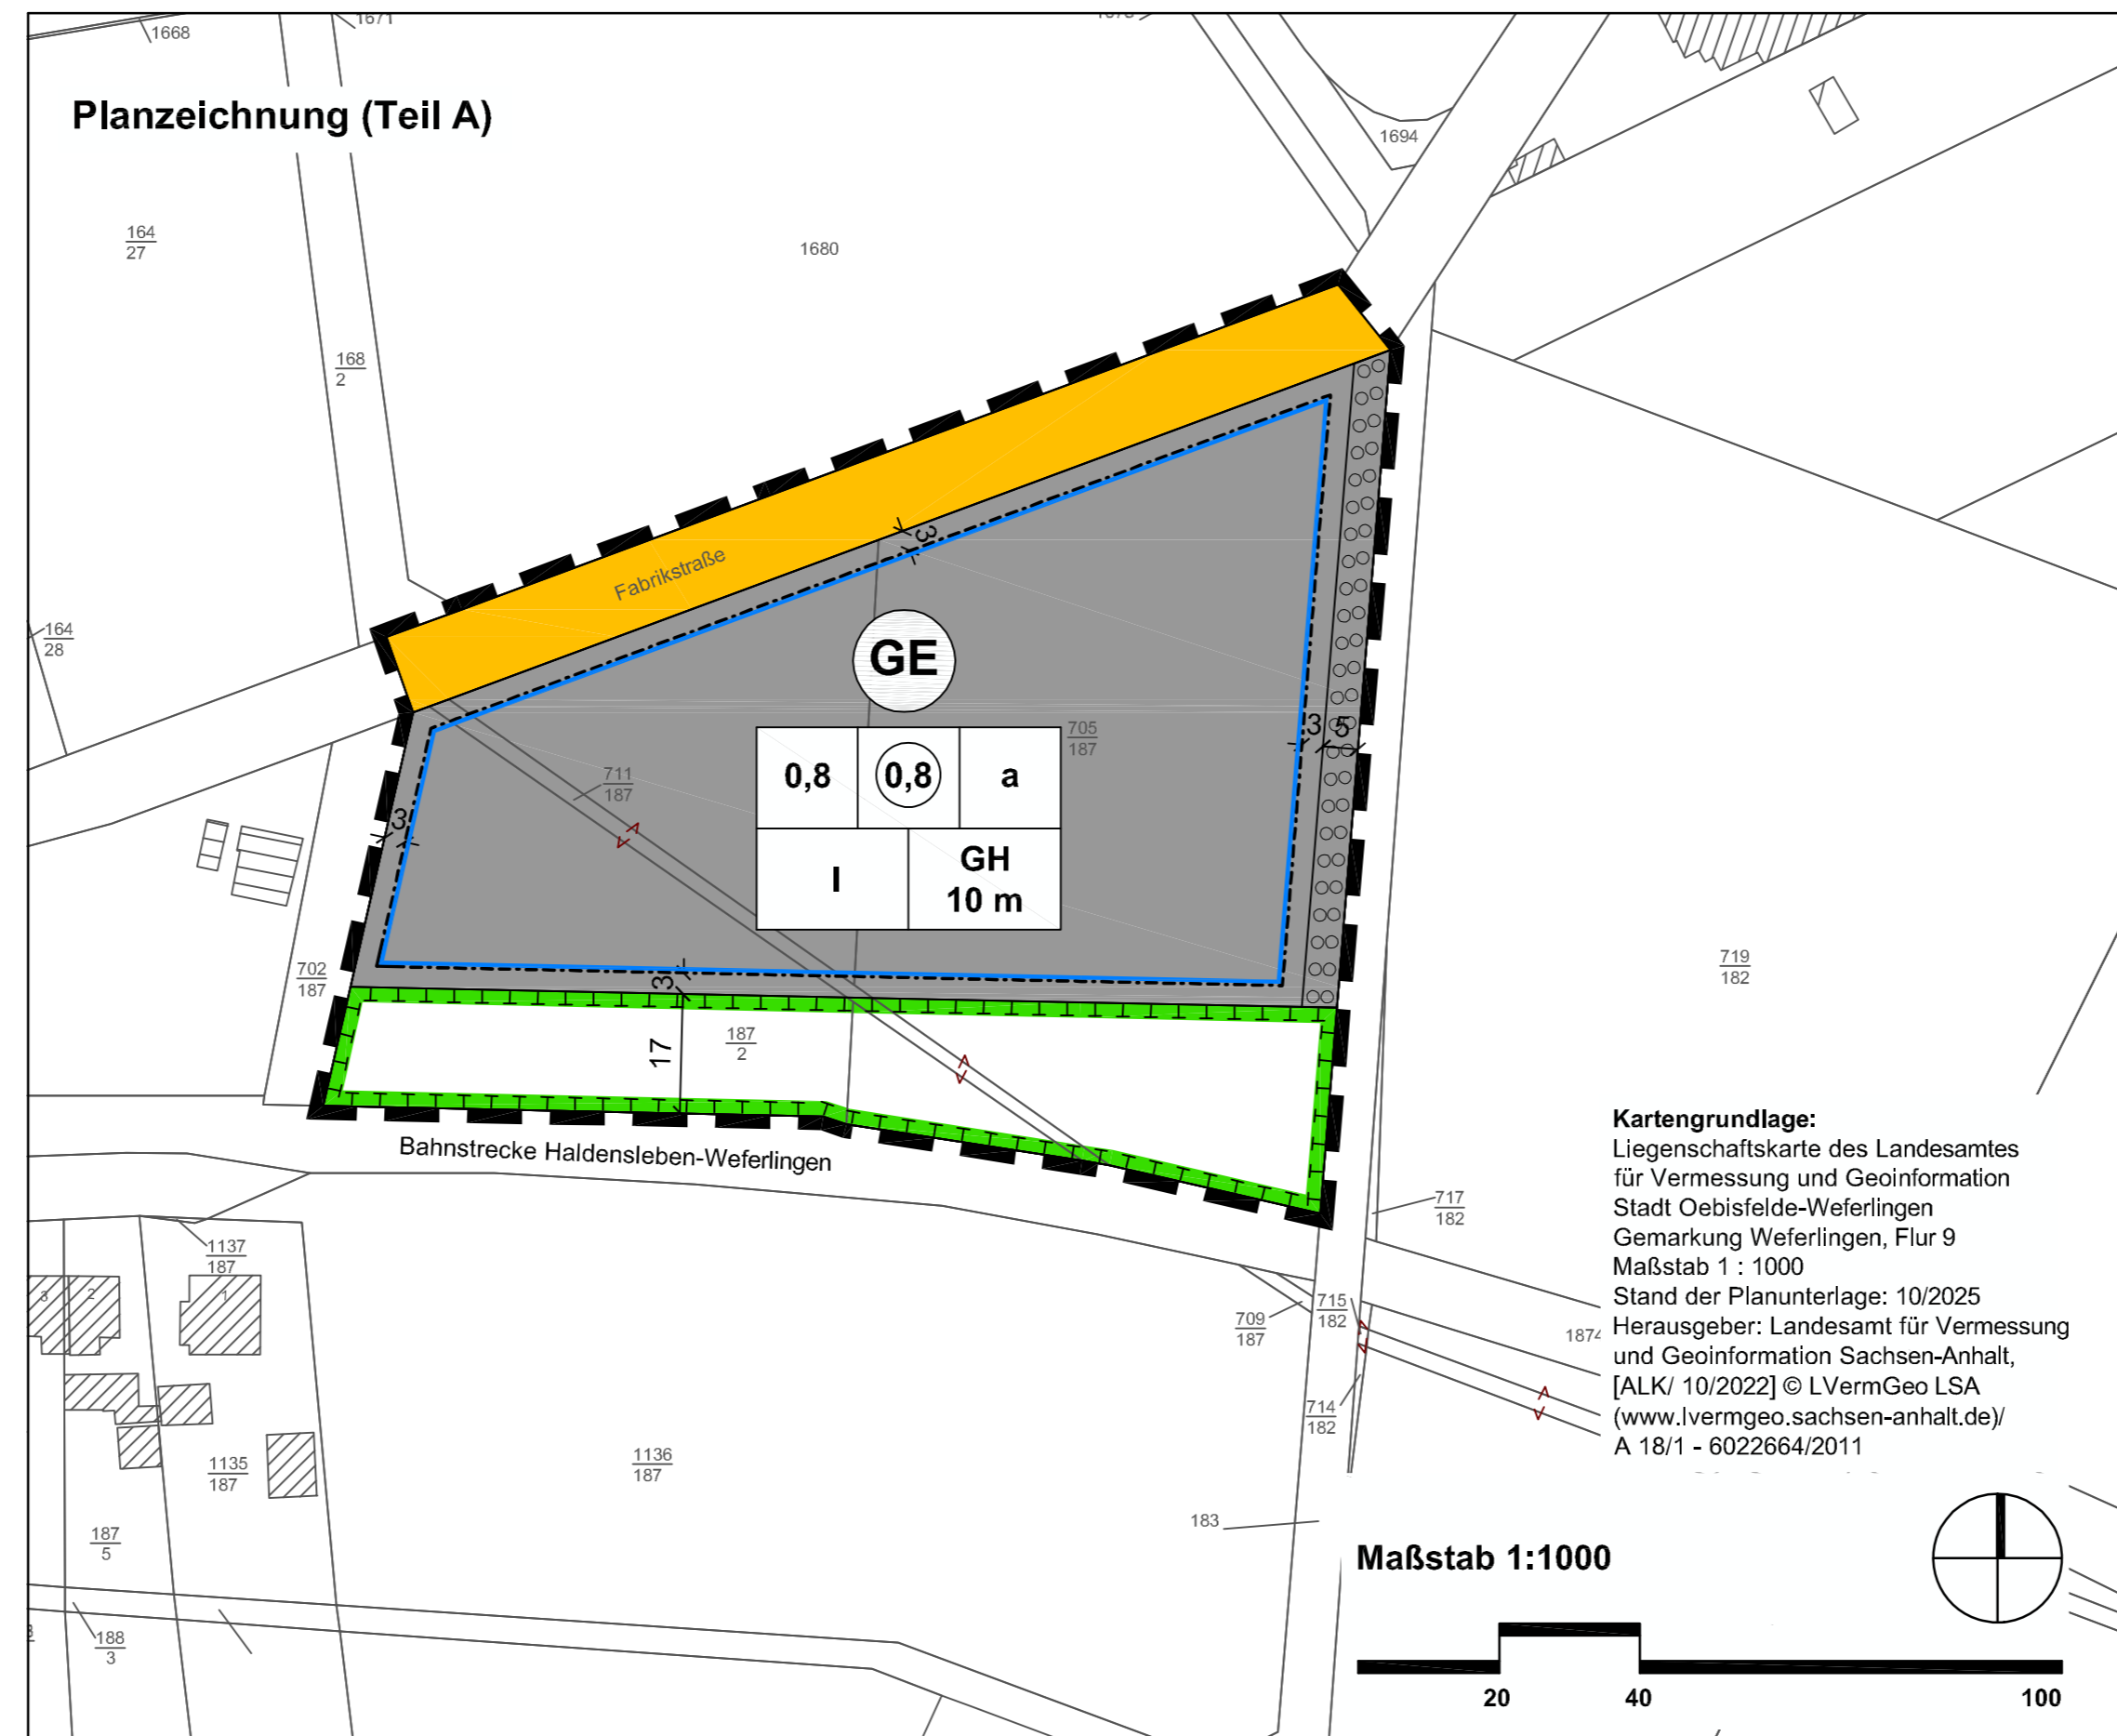 1668
1671
Planzeichnung (Teil A)
1694
164
27
1680
168
2
164
28
Fabrikstraße
3
GE
705
187
3 5
711
187
0,8 0,8 a
I GH
10 m
3
702
187
3
187
2
17
719
182
Bahnstrecke Haldensleben-Weferlingen
Kartengrundlage:
Liegenschaftskarte des Landesamtes
für Vermessung und Geoinformation
Stadt Oebisfelde-Weferlingen
Gemarkung Weferlingen, Flur 9
Maßstab 1 : 1000
Stand der Planunterlage: 10/2025
Herausgeber: Landesamt für Vermessung
und Geoinformation Sachsen-Anhalt,
[ALK/ 10/2022] © LVermGeo LSA
(www.lvermgeo.sachsen-anhalt.de)/
A 18/1 - 6022664/2011
717
182
1137
187
3 2 1
709
187
715
182
1874
714
182
1135
187
1136
187
183
187
5
188
3
Maßstab 1:1000
20 40 100